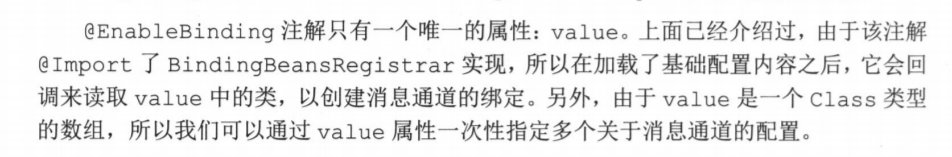 @EnableBinding 注解只有一个唯一的属性：value。上面已经介绍过，由于该注解
@Import 了 BindingBeansRegistrar 实现，所以在加载了基础配置内容之后，它会回
调来读取 value 中的类，以创建消息通道的绑定。另外，由于 value 是一个 Class 类型
的数组，所以我们可以通过 value 属性一次性指定多个关于消息通道的配置。